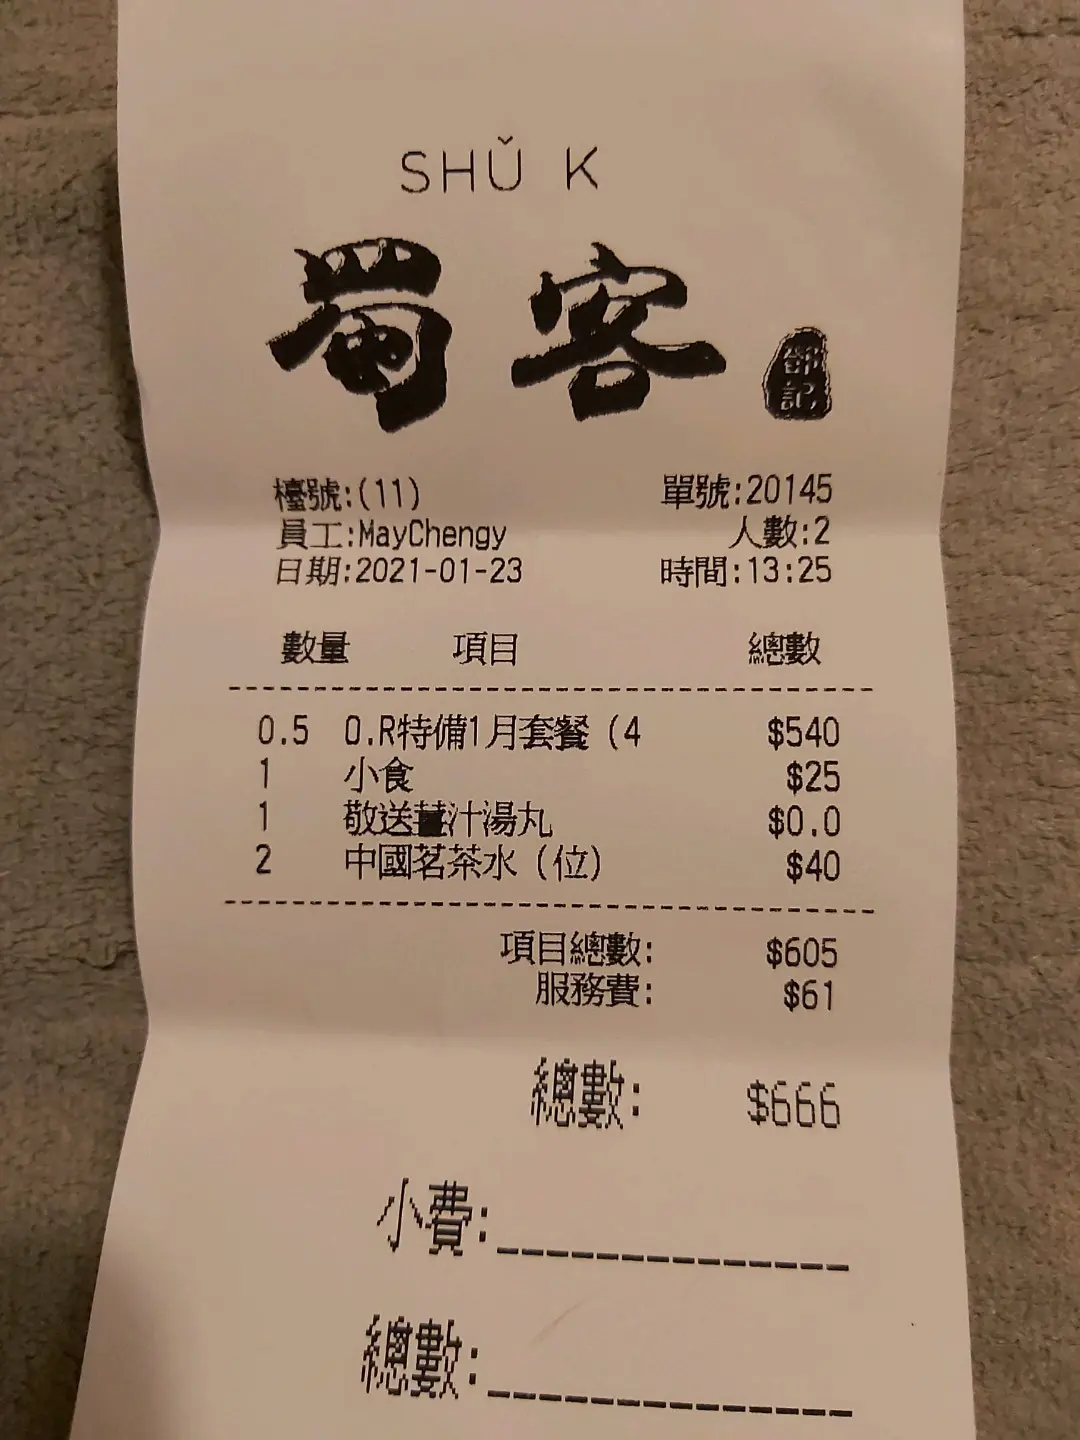 SHǓ K
蜀客
記
檯號:(11) 單號:20145
員工:MayChengy 人數:2
日期:2021-01-23 時間:13:25
數量 項目 總數
0.5 O.R特備1月套餐 (4 $540
1 小食 $25
1 敬送薑汁湯丸 $0.0
2 中國茗茶水(位) $40
項目總數: $605
服務費: $61
總數: $666
小費:
總數: